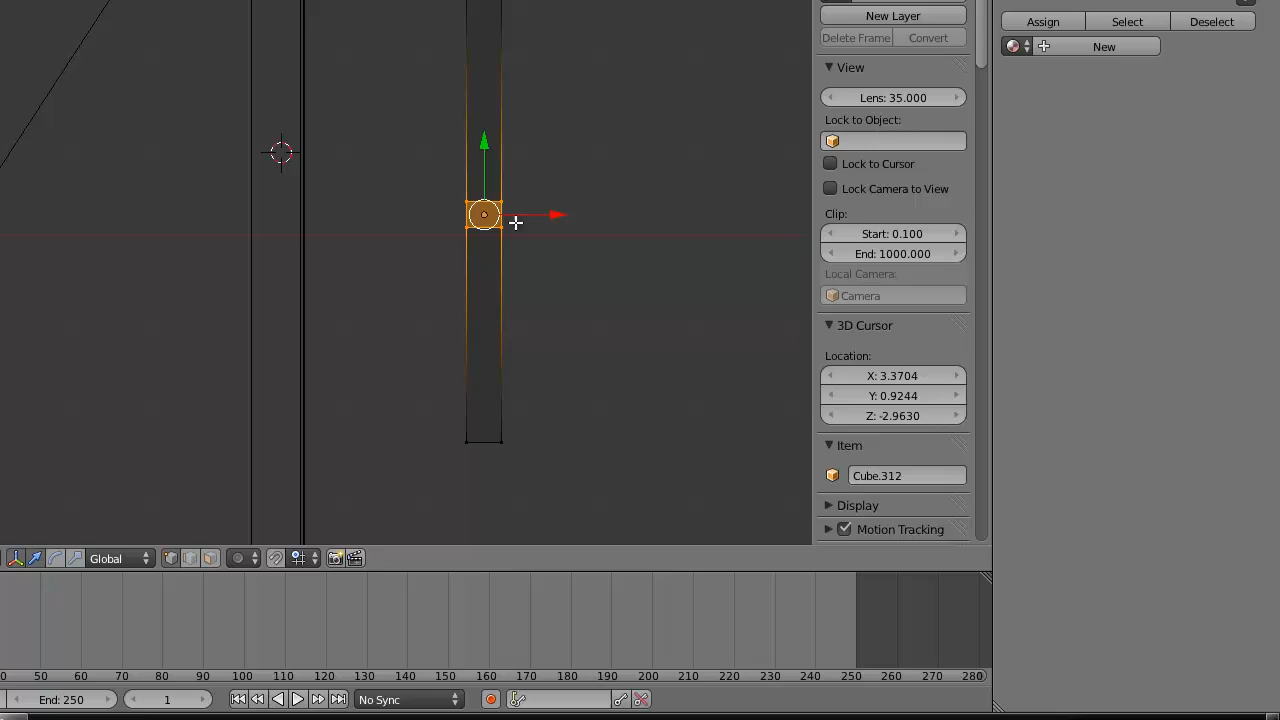 New Layer
Delete Frame Convert
View
Lens: 35.000
Lock to Object:
Lock to Cursor
Lock Camera to View
Clip:
Start: 0.100
End: 1000.000
Local Camera:
Camera
3D Cursor
Location:
X: 3.3704
Y: 0.9244
Z: -2.9630
Item
Cube.312
Display
Motion Tracking
Assign Select Deselect
New
Global
0 50 60 70 80 90 100 110 120 130 140 150 160 170 180 190 200 210 220 230 240 250 260 270 280
End: 250 1 No Sync